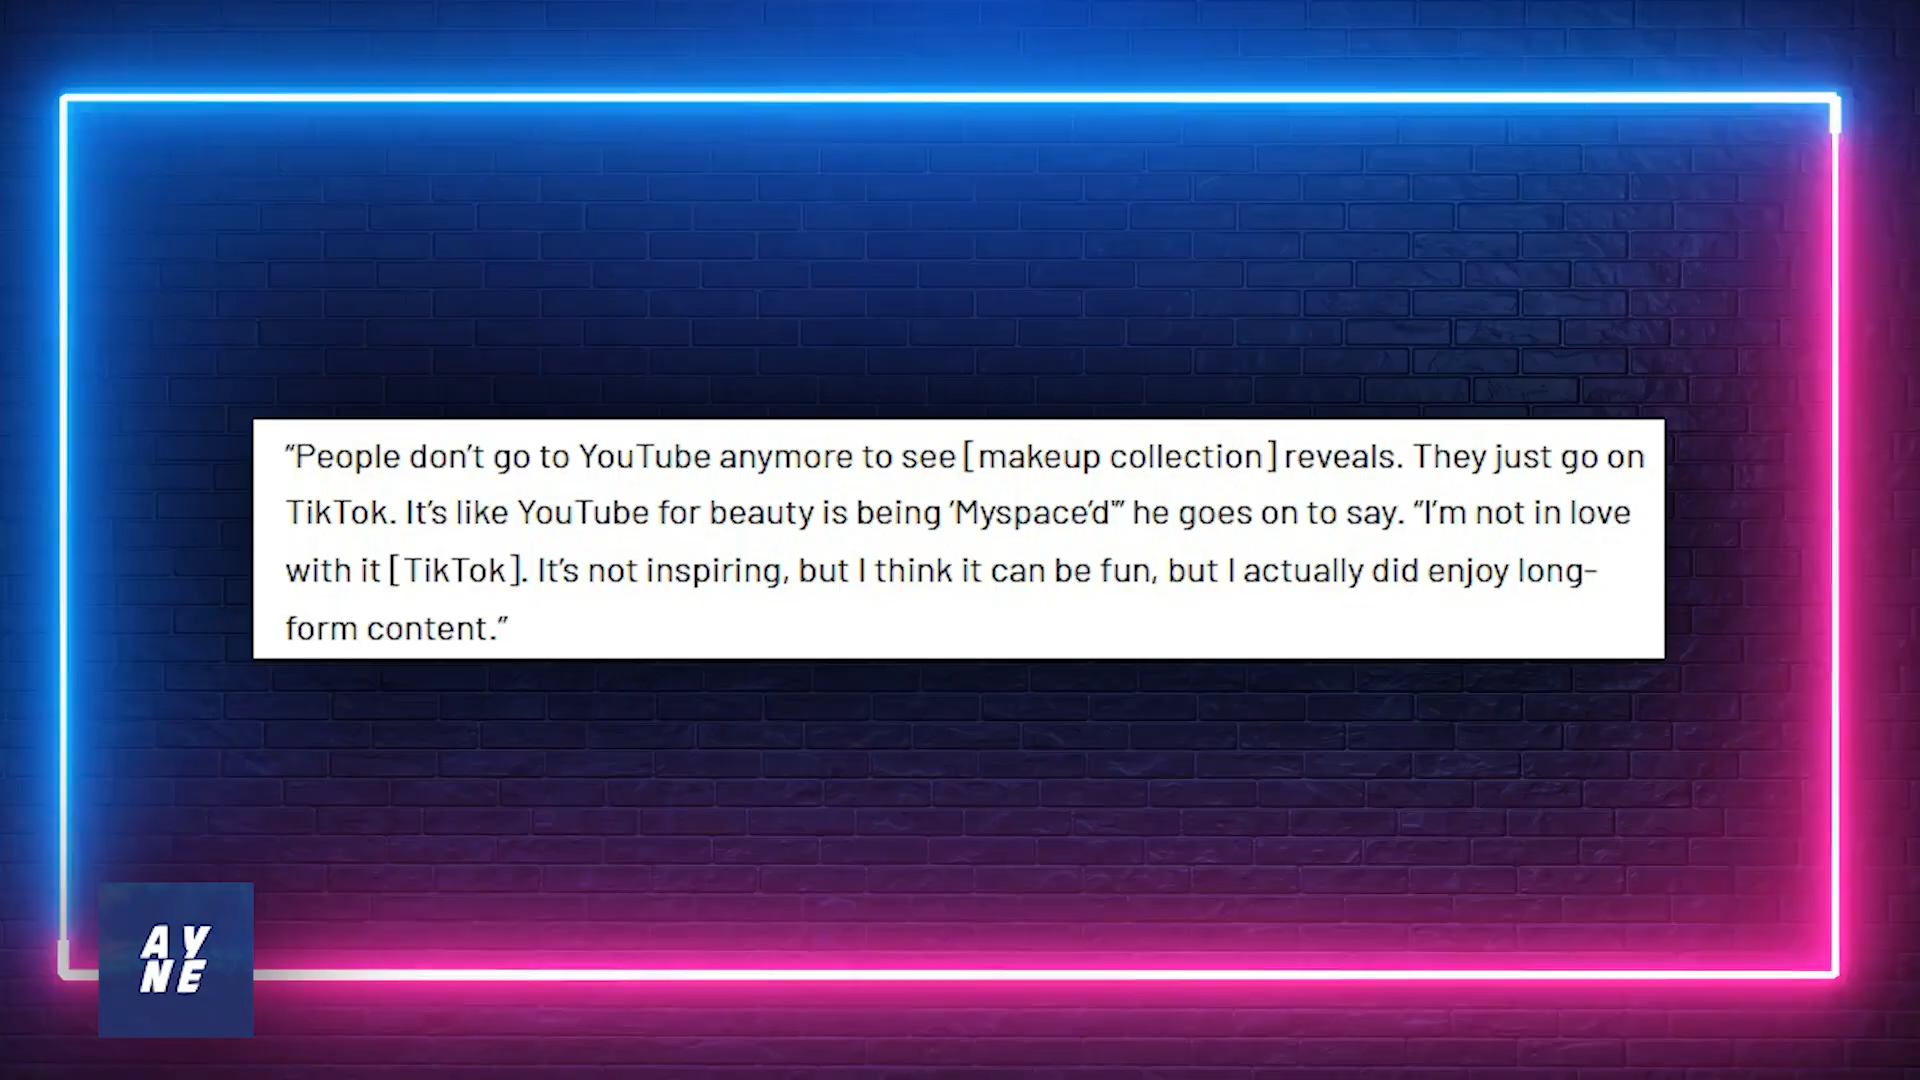 “People don’t go to YouTube anymore to see [makeup collection] reveals. They just go on
TikTok. It’s like YouTube for beauty is being ‘Myspace’d’” he goes on to say. “I’m not in love
with it [TikTok]. It’s not inspiring, but I think it can be fun, but I actually did enjoy long-
form content.”
AY
NE